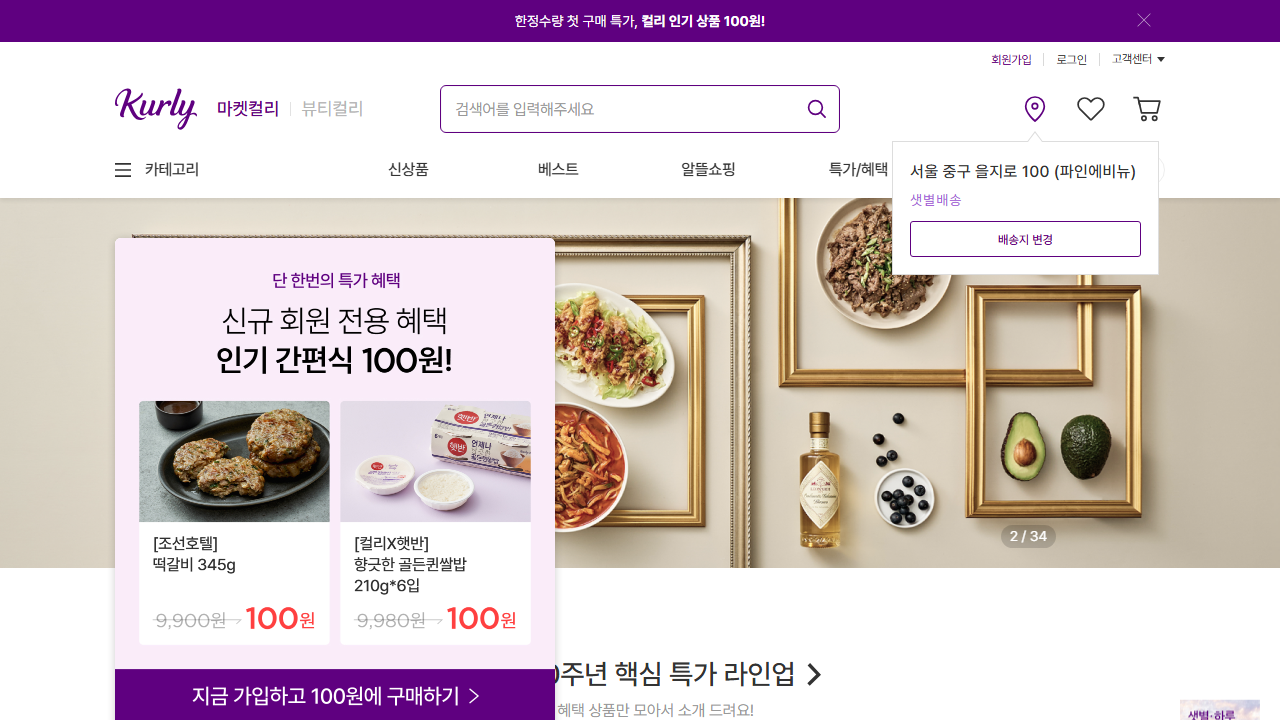 한정수량 첫 구매 특가, 컬리 인기 상품 100원!
회원가입
로그인
고객센터
Kurly
마켓컬리
뷰티컬리
검색어를 입력해주세요
카테고리
신상품
베스트
알뜰쇼핑
특가/혜택
서울 중구 을지로 100 (파인에비뉴)
샛별배송
배송지 변경
단 한번의 특가 혜택
신규 회원 전용 혜택
인기 간편식 100원!
햇반
햇반
언제나
[조선호텔]
떡갈비 345g
9,900원 → 100원
[컬리X햇반]
향긋한 골든퀸쌀밥
210g*6입
9,980원 → 100원
지금 가입하고 100원에 구매하기
2 / 34
0주년 핵심 특가 라인업
혜택 상품만 모아서 소개 드려요!
샛별·하루